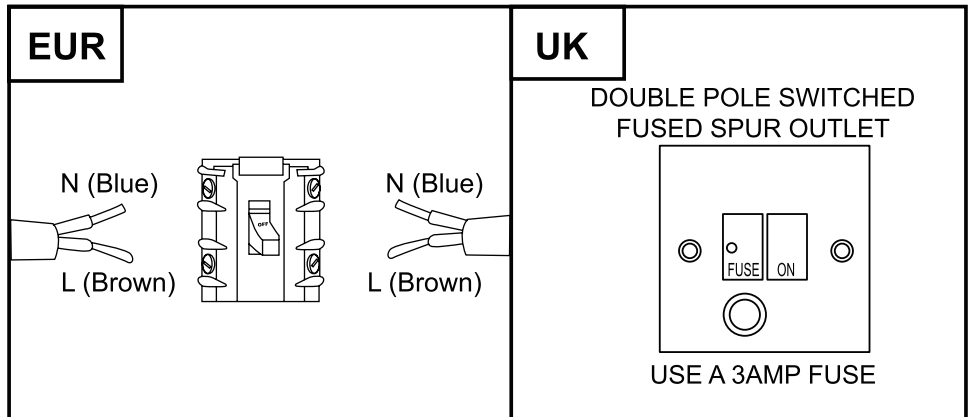 EUR
N (Blue)
L (Brown)
OFF
N (Blue)
L (Brown)
UK
DOUBLE POLE SWITCHED
FUSED SPUR OUTLET
FUSE
ON
USE A 3AMP FUSE